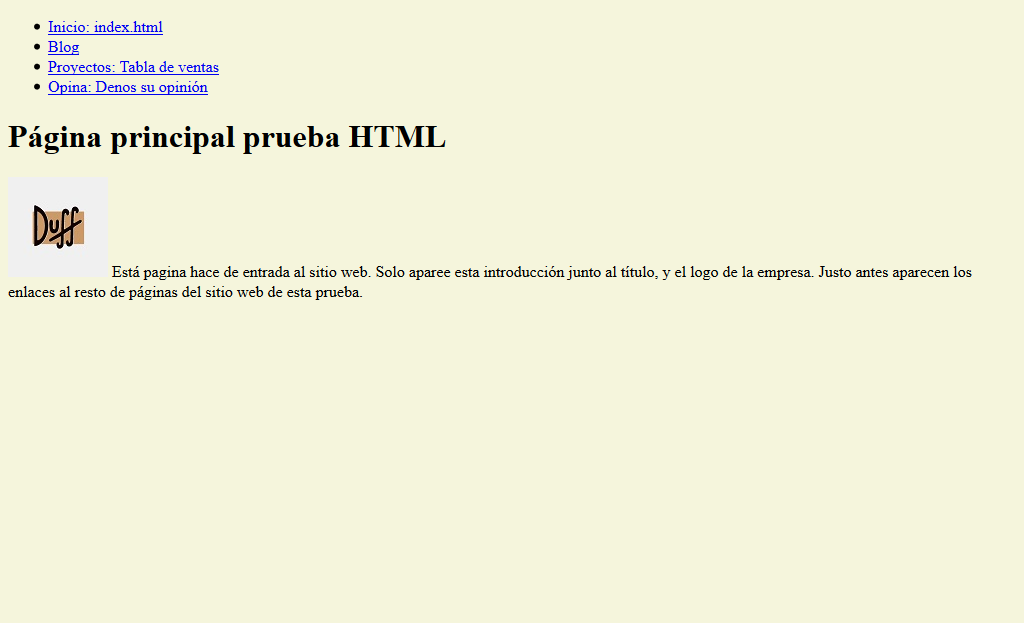 Inicio: index.html
Blog
Proyectos: Tabla de ventas
Opina: Denos su opinión
Página principal prueba HTML
Duff
Está pagina hace de entrada al sitio web. Solo aparee esta introducción junto al título, y el logo de la empresa. Justo antes aparecen los
enlaces al resto de páginas del sitio web de esta prueba.